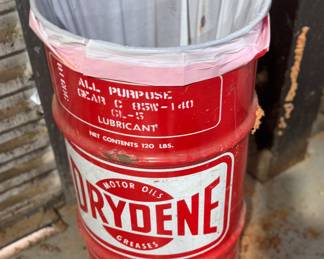 ALL PURPOSE
GEAR C 85W-140
GL-5
LUBRICANT
NET CONTENTS 120 LBS.
MOTOR OILS
DRYDENE
GREASES